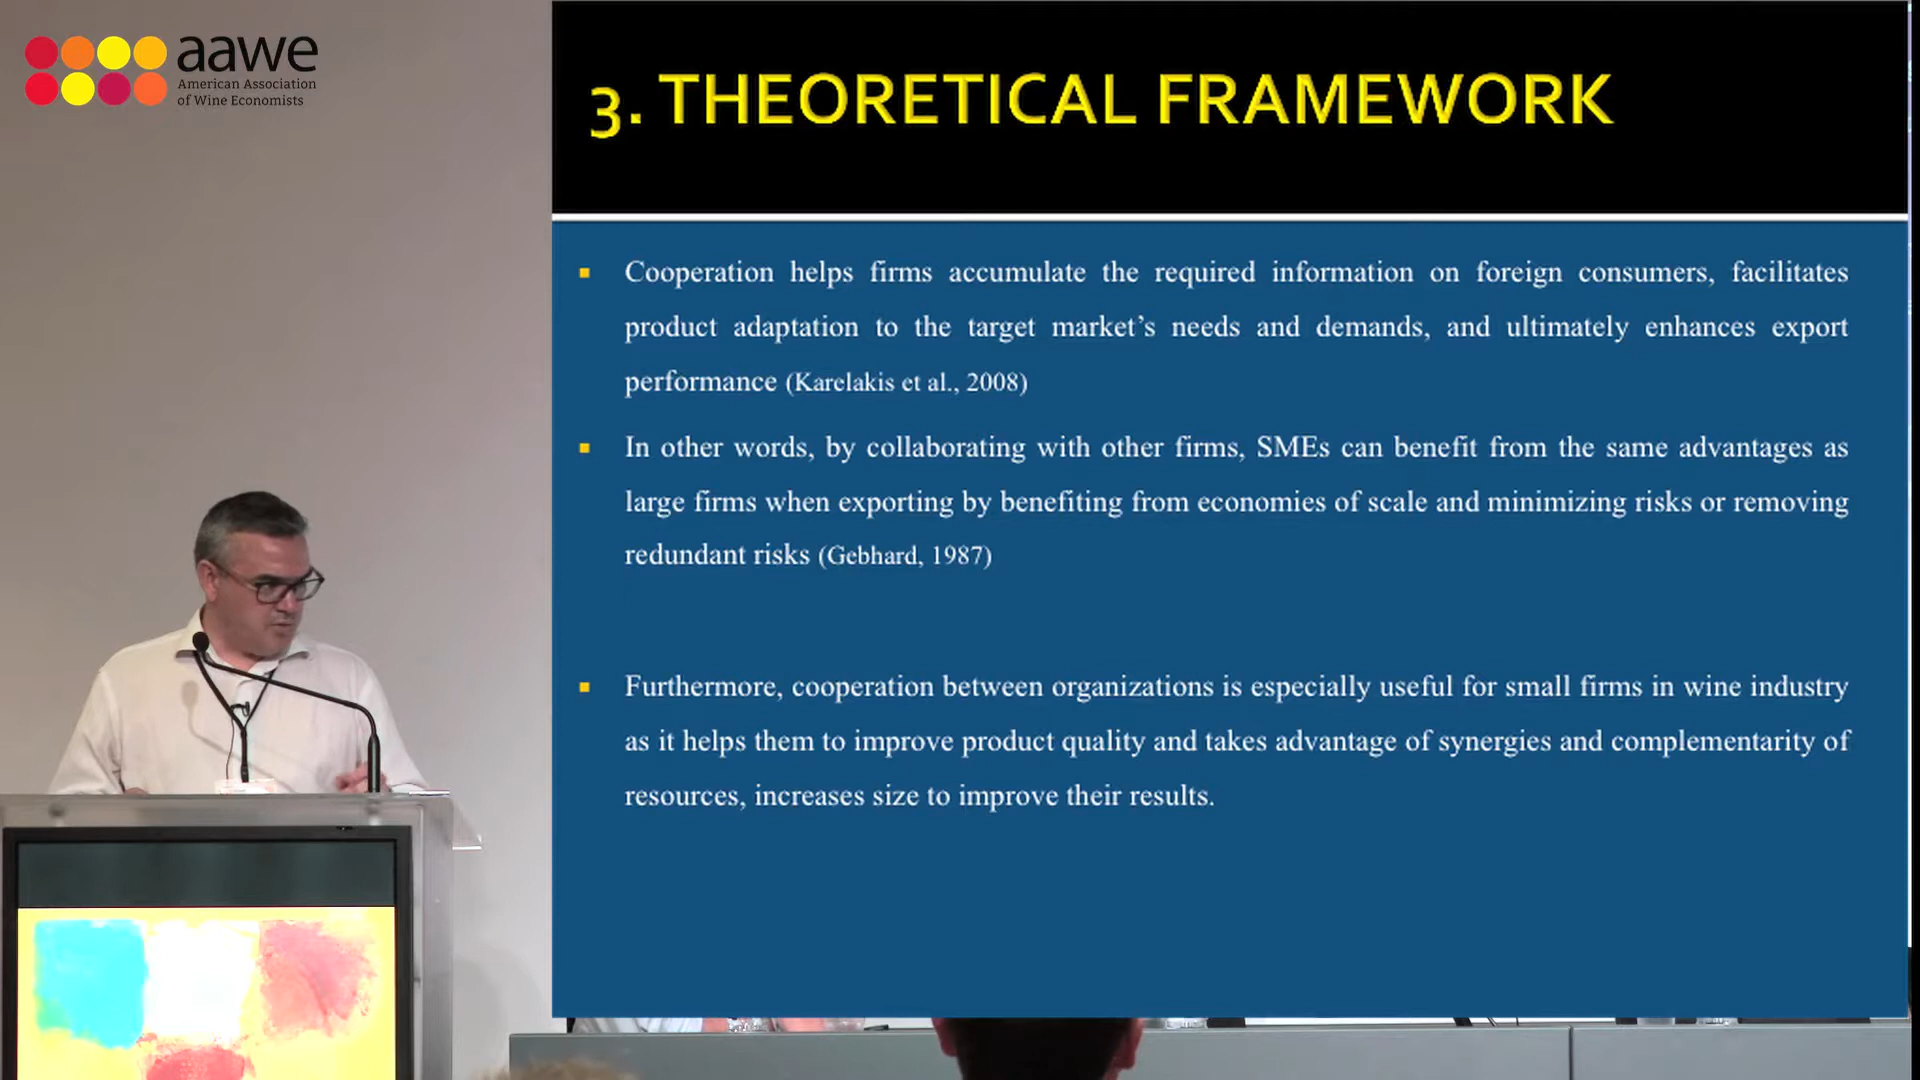 aawe
American Association
of Wine Economists
3. THEORETICAL FRAMEWORK
Cooperation helps firms accumulate the required information on foreign consumers, facilitates
product adaptation to the target market's needs and demands, and ultimately enhances export
performance (Karelakis et al., 2008)
In other words, by collaborating with other firms, SMEs can benefit from the same advantages as
large firms when exporting by benefiting from economies of scale and minimizing risks or removing
redundant risks (Gebhard, 1987)
Furthermore, cooperation between organizations is especially useful for small firms in wine industry
as it helps them to improve product quality and takes advantage of synergies and complementarity of
resources, increases size to improve their results.